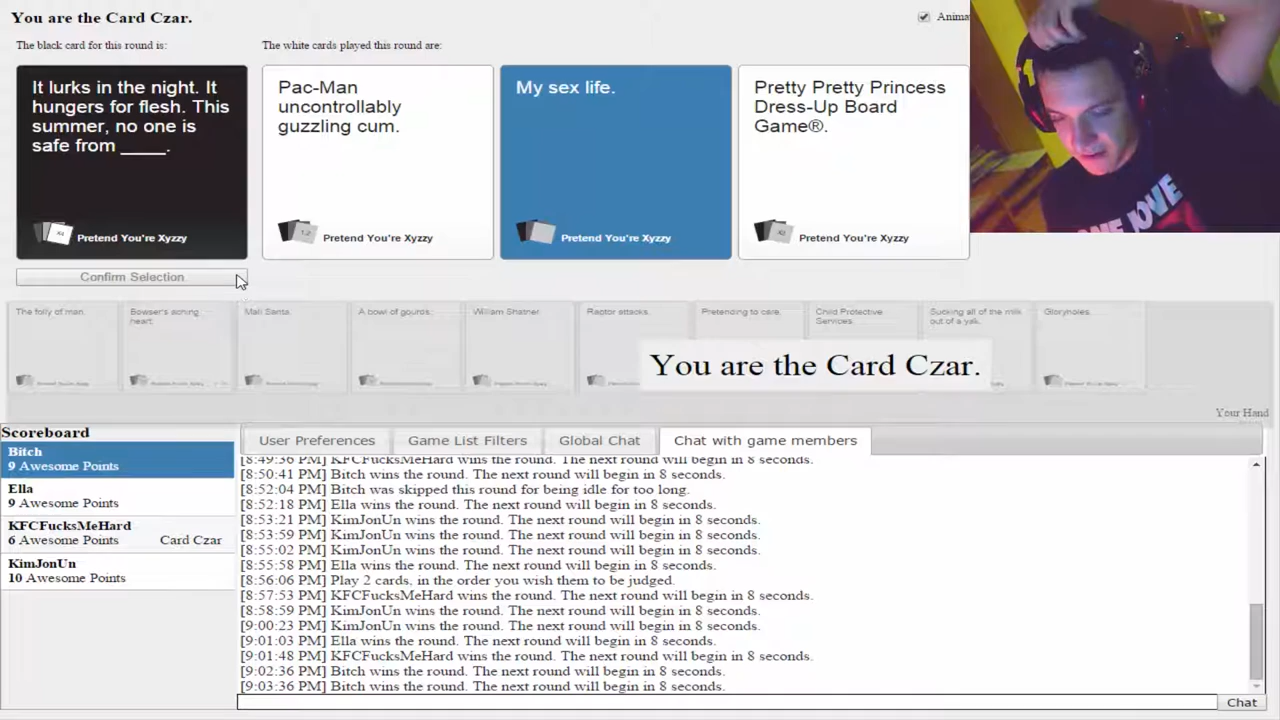 You are the Card Czar.
Anima
The black card for this round is:
The white cards played this round are:
It lurks in the night. It
hungers for flesh. This
summer, no one is
safe from _____.
Pretend You're Xyzzy
Pac-Man
uncontrollably
guzzling cum.
1.2
Pretend You're Xyzzy
My sex life.
Pretend You're Xyzzy
Pretty Pretty Princess
Dress-Up Board
Game®.
Pretend You're Xyzzy
Confirm Selection
The folly of man.
Bowser's aching
heart.
Mall Santa.
A bowl of gourds.
William Shatner.
Raptor attacks.
Pretending to care.
Child Protective
Services.
Sucking all of the milk
out of a yak.
Gloryholes.
You are the Card Czar.
Your Hand
Scoreboard
Bitch
9 Awesome Points
Ella
9 Awesome Points
KFCFucksMeHard
6 Awesome Points Card Czar
KimJonUn
10 Awesome Points
User Preferences
Game List Filters
Global Chat
Chat with game members
[8:49:36 PM] KFCFucksMeHard wins the round. The next round will begin in 8 seconds.
[8:50:41 PM] Bitch wins the round. The next round will begin in 8 seconds.
[8:52:04 PM] Bitch was skipped this round for being idle for too long.
[8:52:18 PM] Ella wins the round. The next round will begin in 8 seconds.
[8:53:21 PM] KimJonUn wins the round. The next round will begin in 8 seconds.
[8:53:59 PM] KimJonUn wins the round. The next round will begin in 8 seconds.
[8:55:02 PM] KimJonUn wins the round. The next round will begin in 8 seconds.
[8:55:58 PM] Ella wins the round. The next round will begin in 8 seconds.
[8:56:06 PM] Play 2 cards, in the order you wish them to be judged.
[8:57:53 PM] KFCFucksMeHard wins the round. The next round will begin in 8 seconds.
[8:58:59 PM] KimJonUn wins the round. The next round will begin in 8 seconds.
[9:00:23 PM] KimJonUn wins the round. The next round will begin in 8 seconds.
[9:01:03 PM] Ella wins the round. The next round will begin in 8 seconds.
[9:01:48 PM] KFCFucksMeHard wins the round. The next round will begin in 8 seconds.
[9:02:36 PM] Bitch wins the round. The next round will begin in 8 seconds.
[9:03:36 PM] Bitch wins the round. The next round will begin in 8 seconds.
Chat